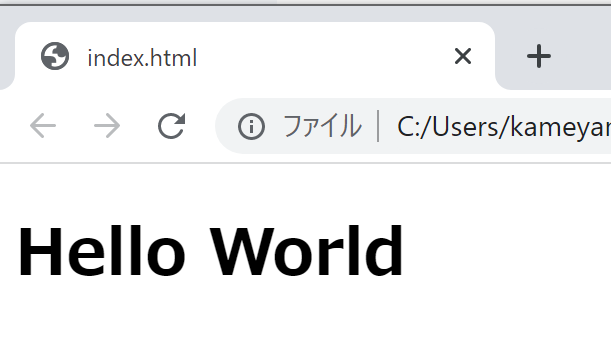 index.html
ファイル | C:/Users/kameyar
Hello World